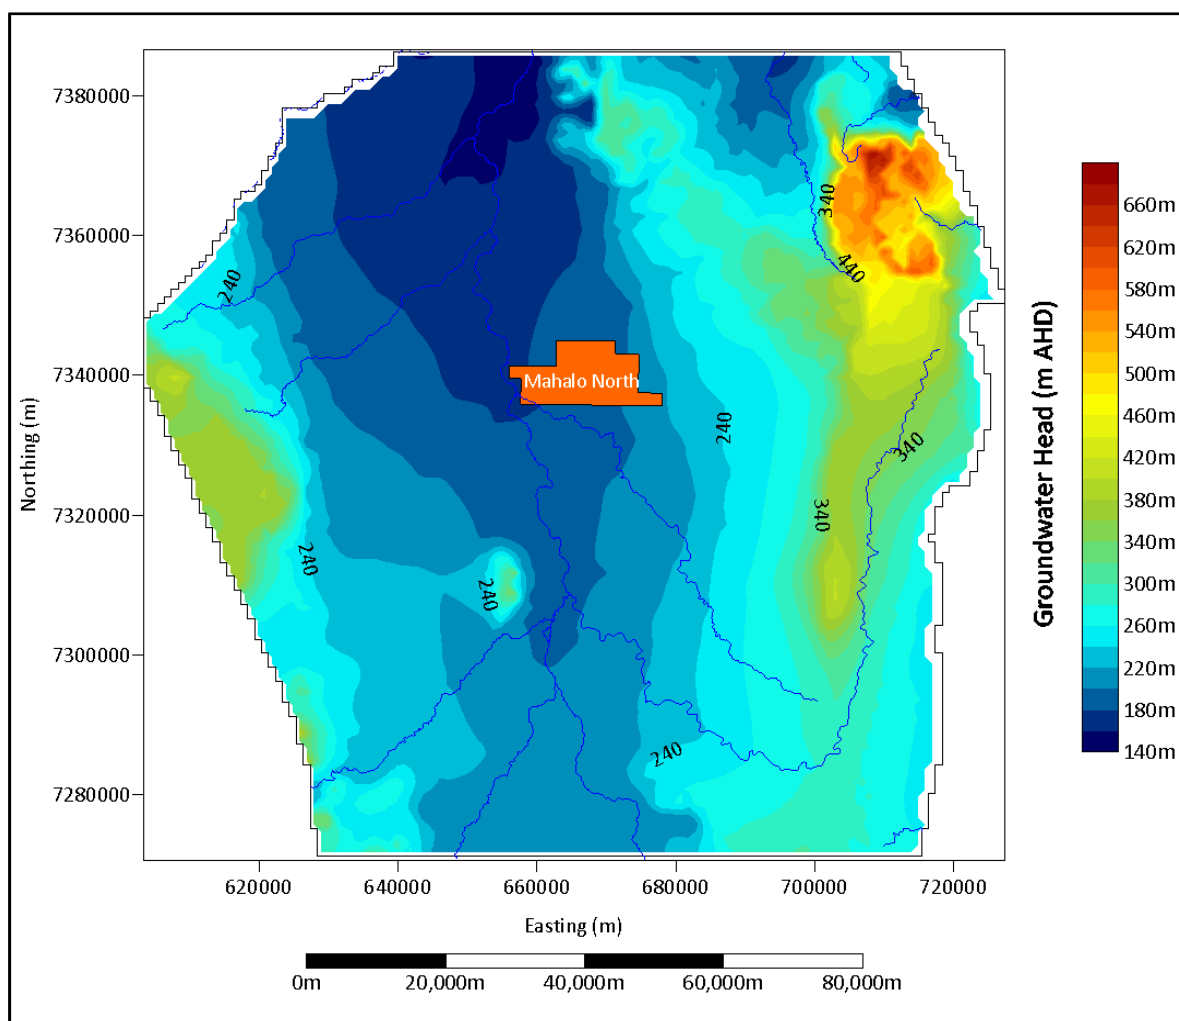 7380000
7360000
7340000
7320000
7300000
7280000
Northing (m)
620000
640000
660000
680000
700000
720000
Easting (m)
0m
20,000m
40,000m
60,000m
80,000m
Mahalo North
240
240
240
240
240
340
440
340
340
Groundwater Head (m AHD)
660m
620m
580m
540m
500m
460m
420m
380m
340m
300m
260m
220m
180m
140m